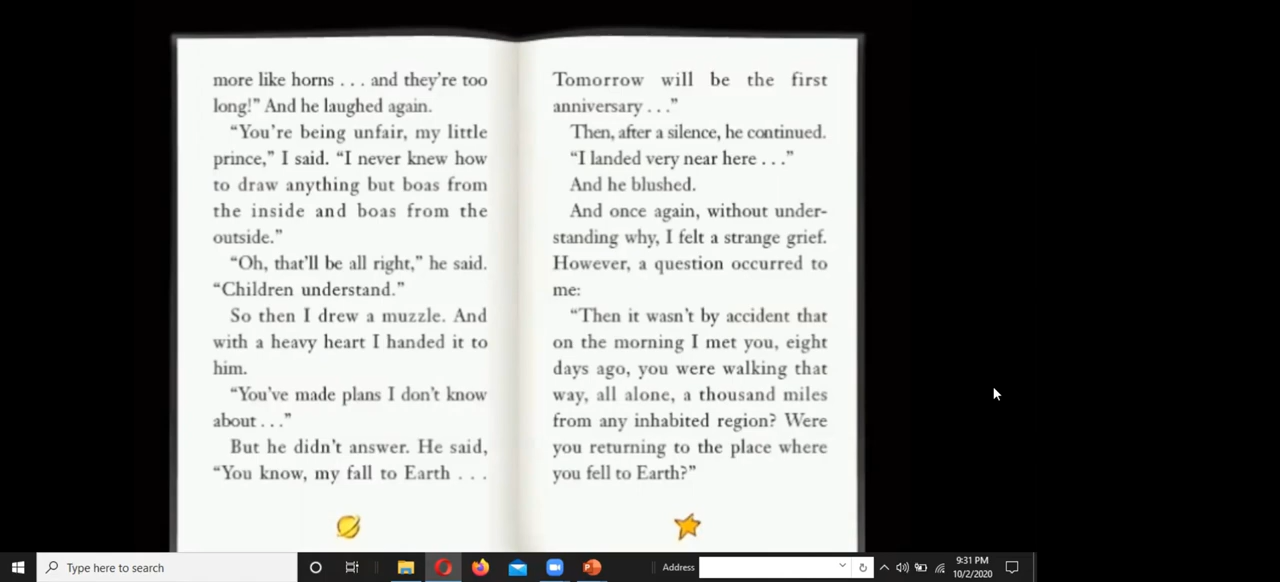 more like horns . . . and they're too
long!” And he laughed again.
“You're being unfair, my little
prince,” I said. “I never knew how
to draw anything but boas from
the inside and boas from the
outside.”
“Oh, that'll be all right,” he said.
“Children understand.”
So then I drew a muzzle. And
with a heavy heart I handed it to
him.
“You've made plans I don't know
about . . .”
But he didn't answer. He said,
“You know, my fall to Earth . . .
Tomorrow will be the first
anniversary . . .”
Then, after a silence, he continued.
“I landed very near here . . .”
And he blushed.
And once again, without under-
standing why, I felt a strange grief.
However, a question occurred to
me:
“Then it wasn't by accident that
on the morning I met you, eight
days ago, you were walking that
way, all alone, a thousand miles
from any inhabited region? Were
you returning to the place where
you fell to Earth?”
Type here to search
Address
9:31 PM
10/2/2020